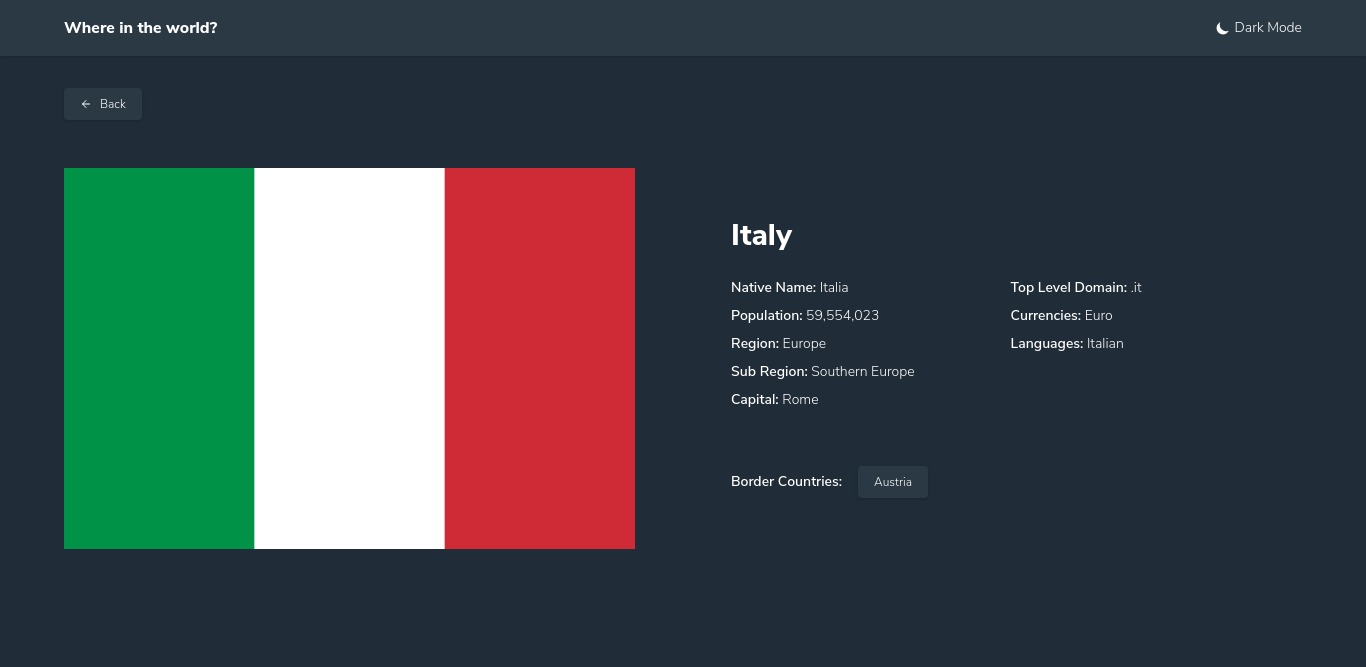 Where in the world?
Dark Mode
Back
Italy
Native Name: Italia
Population: 59,554,023
Region: Europe
Sub Region: Southern Europe
Capital: Rome
Top Level Domain: .it
Currencies: Euro
Languages: Italian
Border Countries: Austria